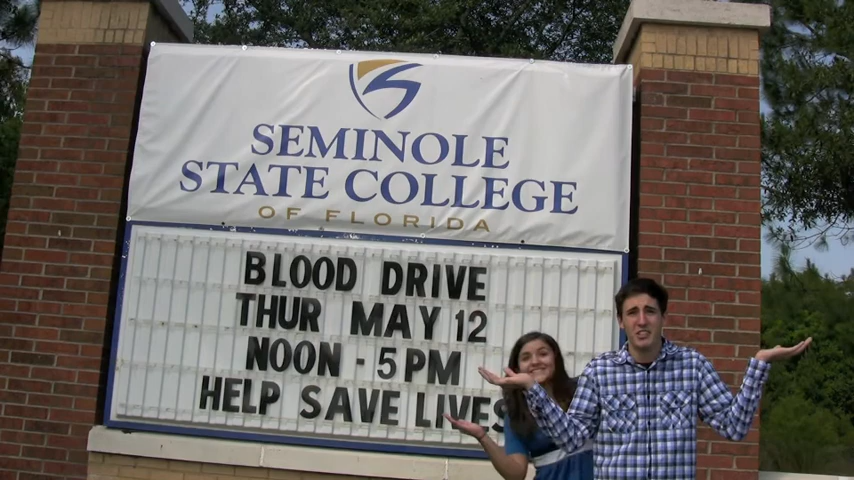 SEMINOLE
STATE COLLEGE
OF FLORIDA
BLOOD DRIVE
THUR MAY 12
NOON - 5PM
HELP SAVE LIVES